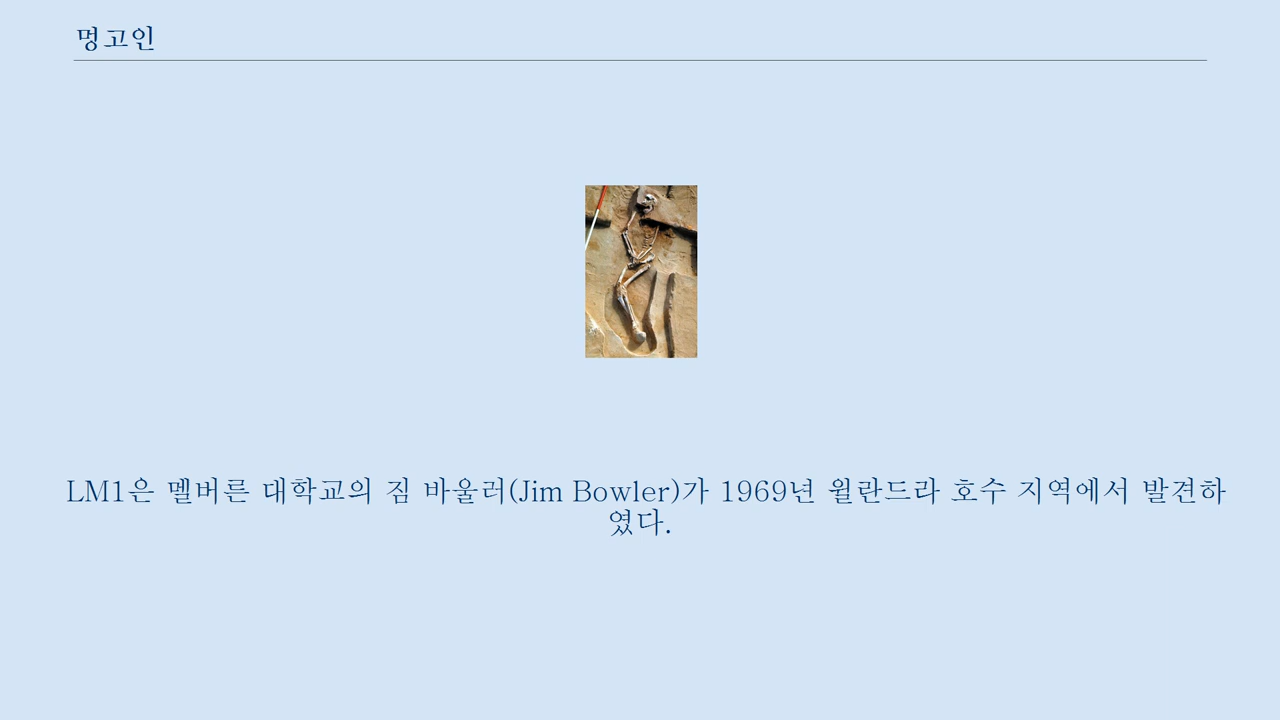 멍고인
LM1은 멜버른 대학교의 짐 바울러(Jim Bowler)가 1969년 윌란드라 호수 지역에서 발견하
였다.